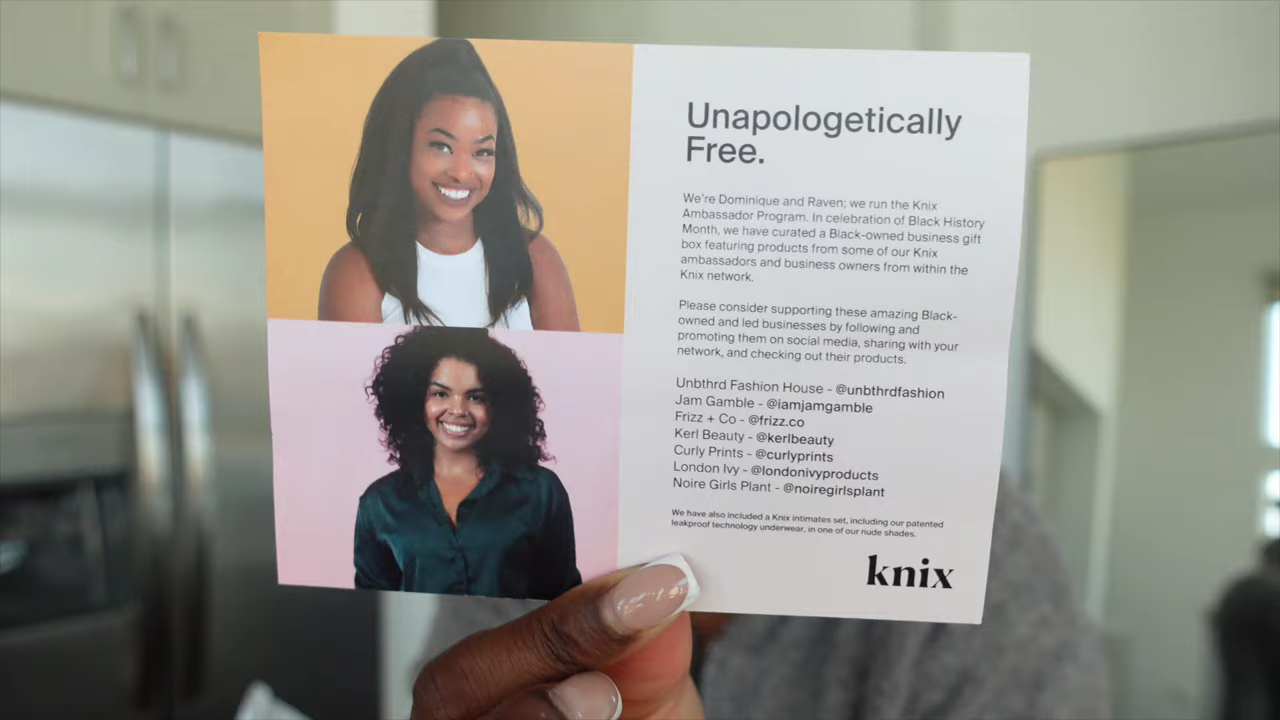 Unapologetically
Free.
We're Dominique and Raven; we run the Knix
Ambassador Program. In celebration of Black History
Month, we have curated a Black-owned business gift
box featuring products from some of our Knix
ambassadors and business owners from within the
Knix network.
Please consider supporting these amazing Black-
owned and led businesses by following and
promoting them on social media, sharing with your
network, and checking out their products.
Unbthrd Fashion House - @unbthrdfashion
Jam Gamble - @iamjamgamble
Frizz + Co - @frizz.co
Kerl Beauty - @kerlbeauty
Curly Prints - @curlyprints
London Ivy - @londonivyproducts
Noire Girls Plant - @noiregirlsplant
We have also included a Knix intimates set, including our patented
leakproof technology underwear, in one of our nude shades.
knix